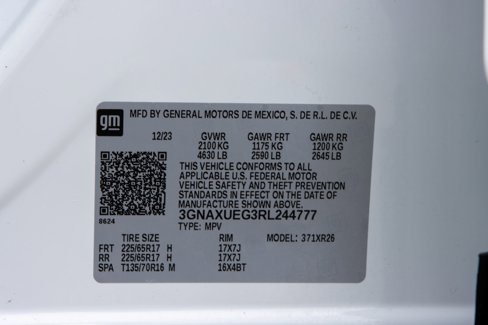 gm
MFD BY GENERAL MOTORS DE MEXICO, S. DE R.L. DE C.V.
12/23 GVWR GAWR FRT GAWR RR
2100 KG 1175 KG 1200 KG
4630 LB 2590 LB 2645 LB
THIS VEHICLE CONFORMS TO ALL
APPLICABLE U.S. FEDERAL MOTOR
VEHICLE SAFETY AND THEFT PREVENTION
STANDARDS IN EFFECT ON THE DATE OF
MANUFACTURE SHOWN ABOVE.
3GNAXUEG3RL244777
8624
TYPE: MPV
TIRE SIZE RIM MODEL: 371XR26
FRT 225/65R17 H 17X7J
RR 225/65R17 H 17X7J
SPA T135/70R16 M 16X4BT